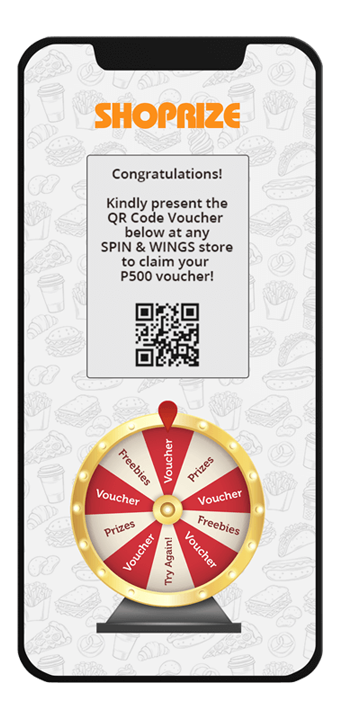 SHOPRIZE
Congratulations!
Kindly present the
QR Code Voucher
below at any
SPIN & WINGS store
to claim your
P500 voucher!
Voucher
Prizes
Voucher
Freebies
Voucher
Try Again!
Voucher
Prizes
Voucher
Freebies